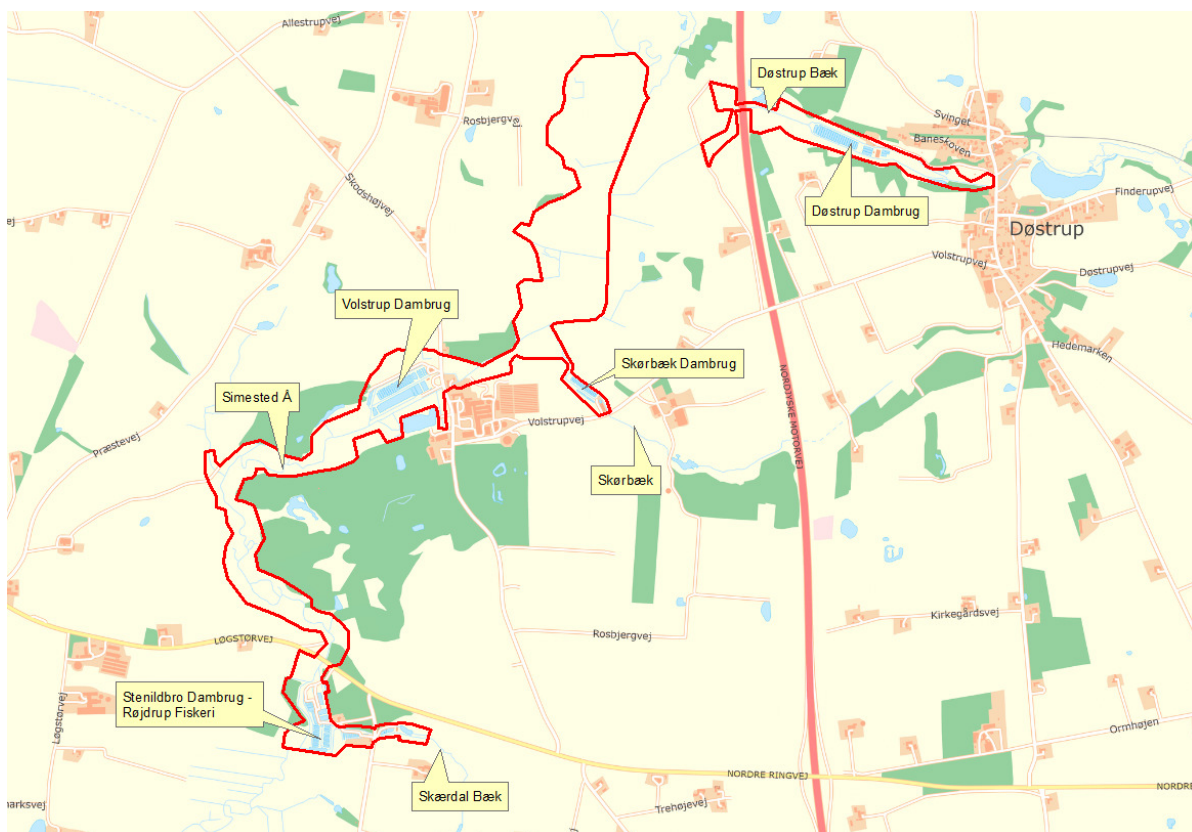 Allestrupvej
Døstrup Bæk
Rosbjergvej
Svinget
Baneskoven
Skodshøjvej
Finderupvej
Døstrup Dambrug
Døstrup
Volstrupvej
Døstrupvej
Volstrup Dambrug
Hedemarken
Skørbæk Dambrug
NORDJYSKE MOTORVEJ
Simested Å
Præstevej
Volstrupvej
Skørbæk
Kirkegårdsvej
Rosbjergvej
LØGSTØRVEJ
Stenildbro Dambrug -
Røjdrup Fiskeri
Løgstørvej
Ormhøjen
NORDRE RINGVEJ
NORDRE
Skærdal Bæk
marksvej
Trehøjevej